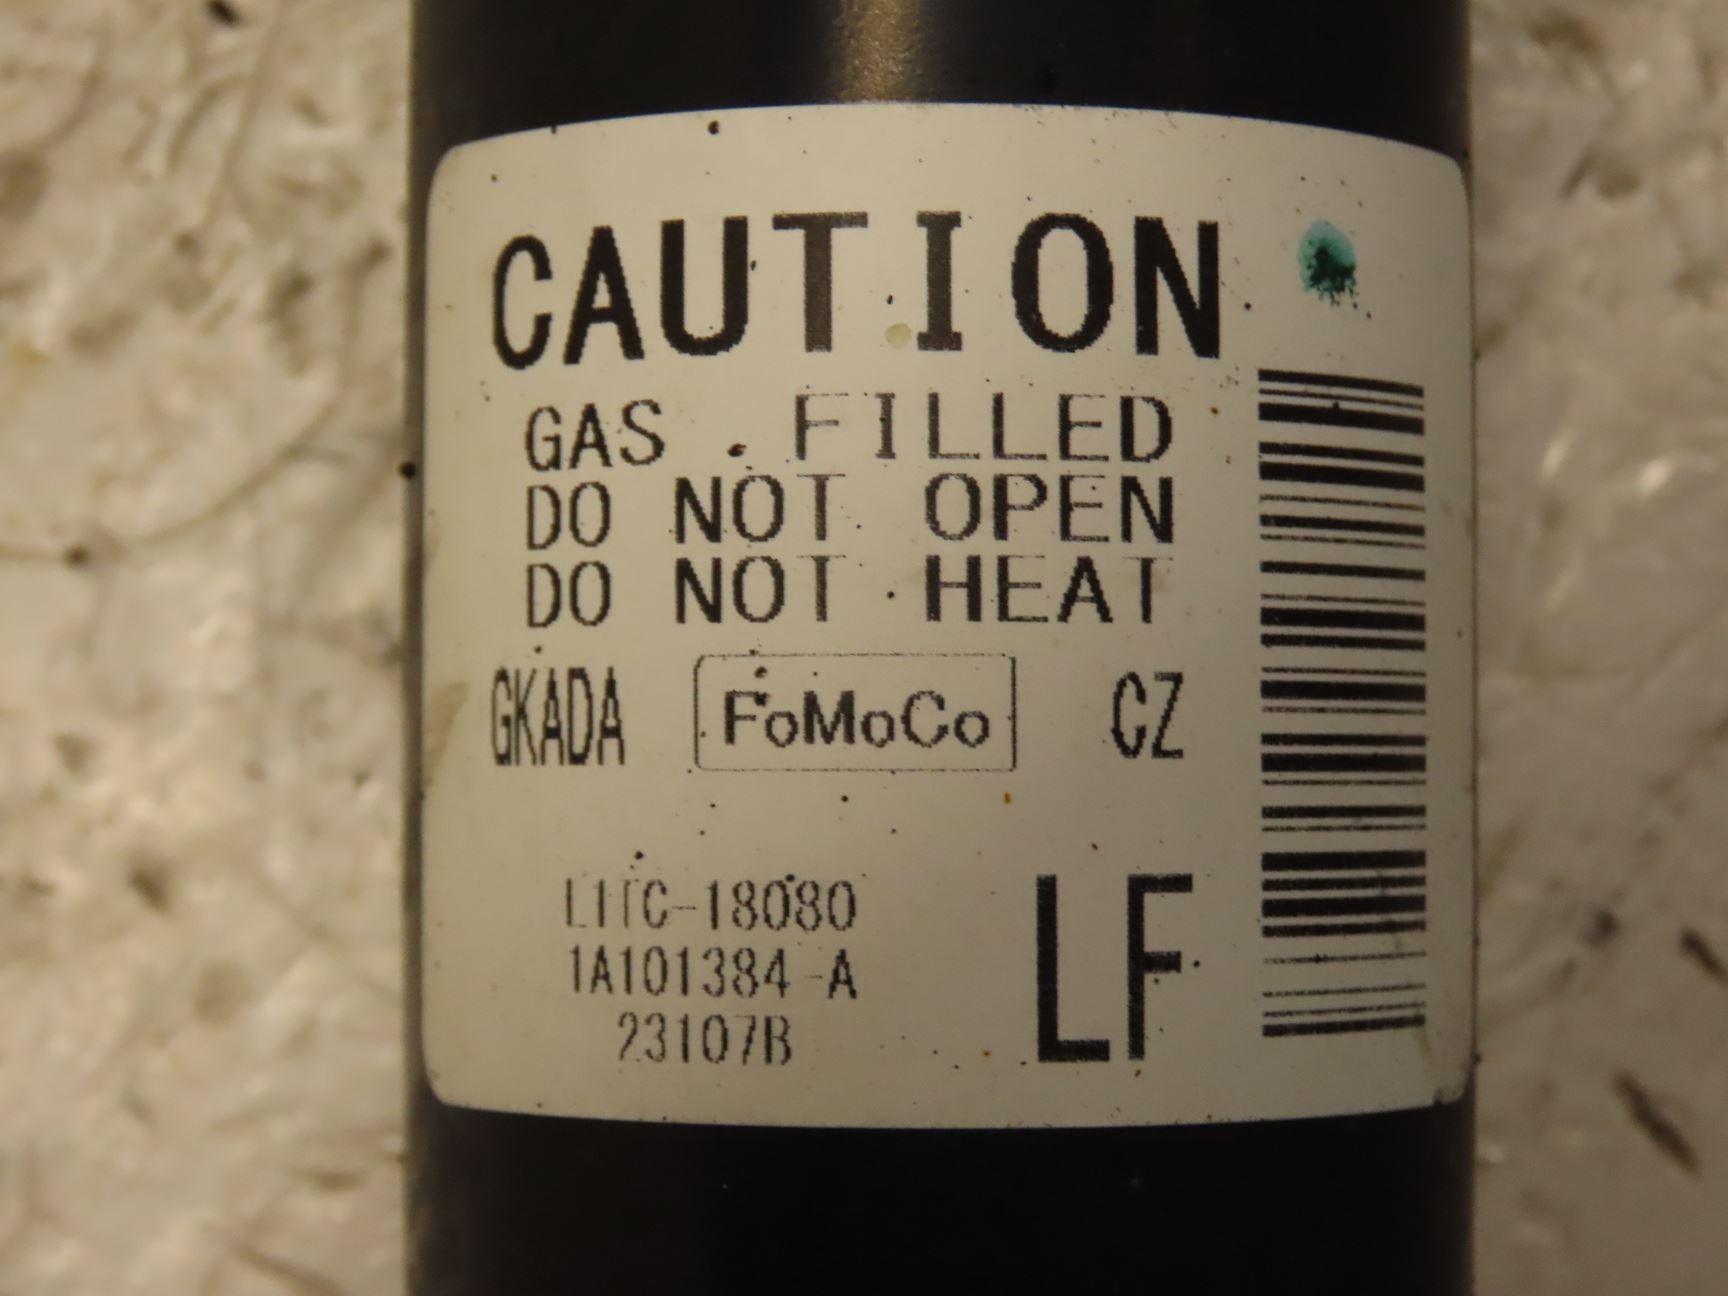 CAUTION
GAS FILLED
DO NOT OPEN
DO NOT HEAT
GKADA FoMoCo CZ
L1TC-18080
1A101384-A
23107B
LF